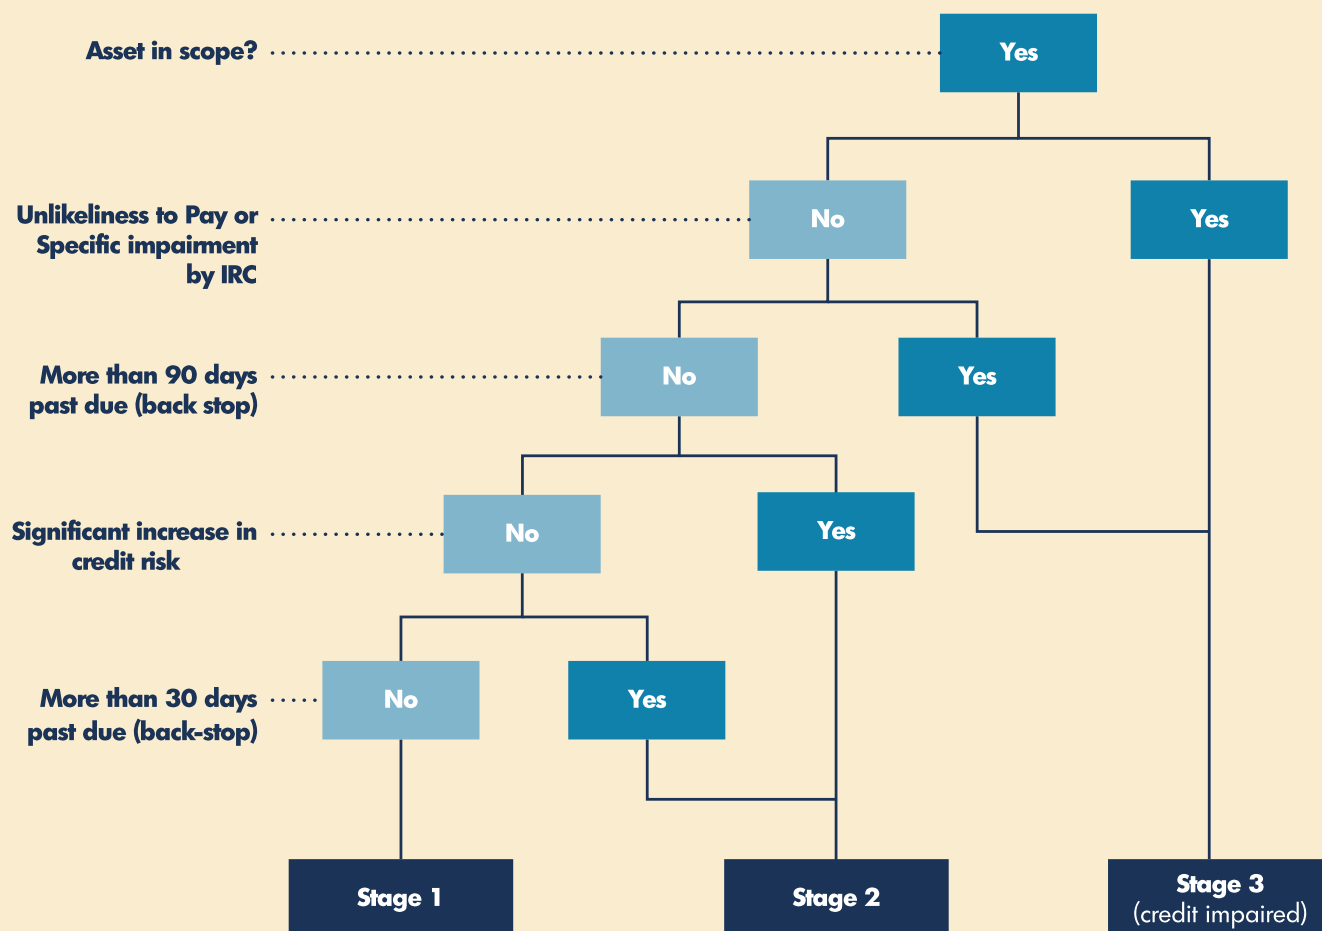 Asset in scope?
Yes
Unlikeliness to Pay or
Specific impairment
by IRC
No
Yes
More than 90 days
past due (back stop)
No
Yes
Significant increase in
credit risk
No
Yes
More than 30 days
past due (back-stop)
No
Yes
Stage 1
Stage 2
Stage 3
(credit impaired)